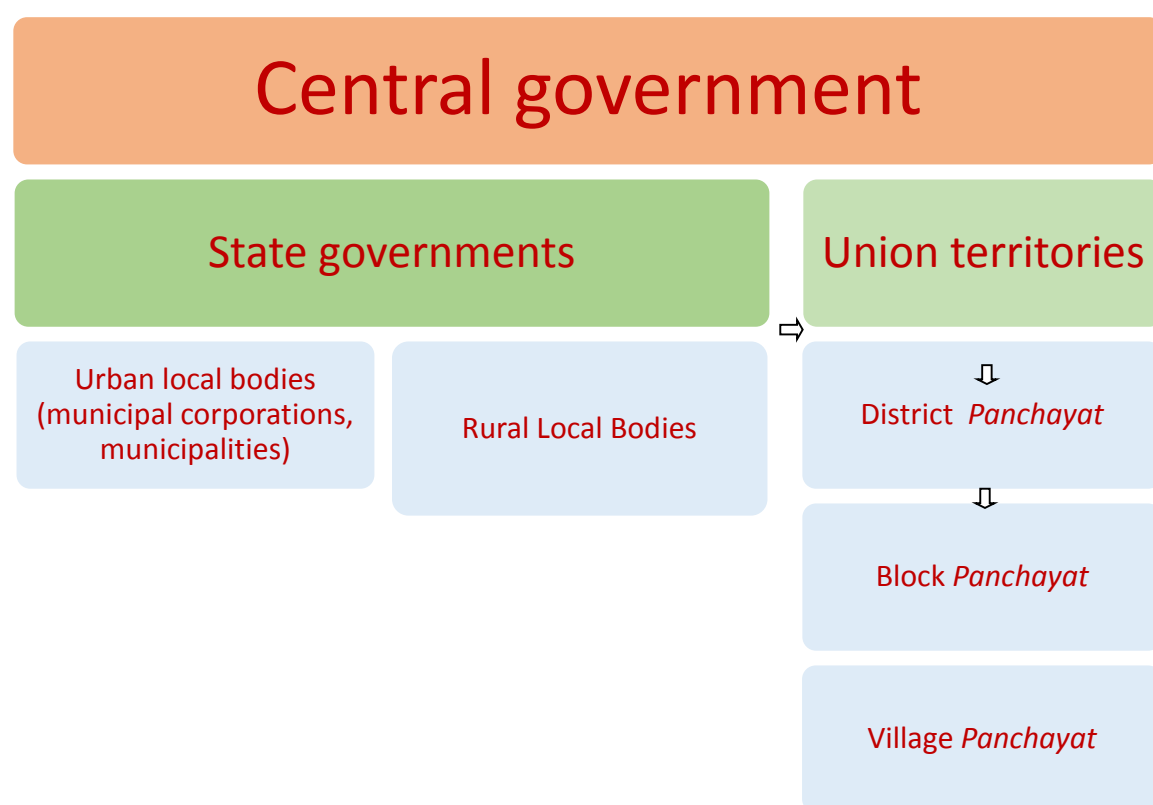 Central government
State governments
Union territories
Urban local bodies
(municipal corporations,
municipalities)
Rural Local Bodies
District Panchayat
Block Panchayat
Village Panchayat